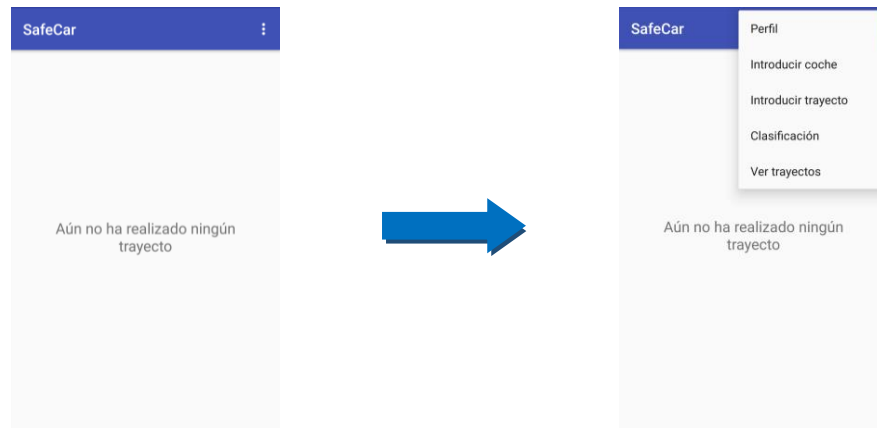 SafeCar
Aún no ha realizado ningún
trayecto
SafeCar
Perfil
Introducir coche
Introducir trayecto
Clasificación
Ver trayectos
Aún no ha realizado ningún
trayecto